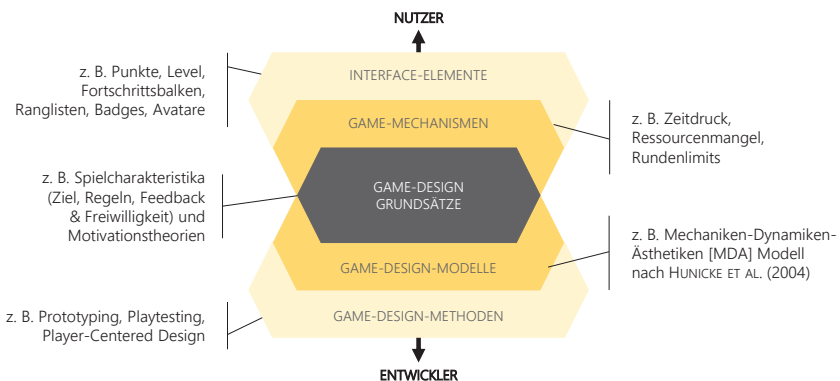 NUTZER
z. B. Punkte, Level,
Fortschrittsbalken,
Ranglisten, Badges, Avatare
INTERFACE-ELEMENTE
GAME-MECHANISMEN
z. B. Zeitdruck,
Ressourcenmangel,
Rundenlimits
z. B. Spielcharakteristika
(Ziel, Regeln, Feedback
& Freiwilligkeit) und
Motivationstheorien
GAME-DESIGN
GRUNDSÄTZE
GAME-DESIGN-MODELLE
z. B. Mechaniken-Dynamiken-
Ästhetiken [MDA] Modell
nach HUNICKE ET AL. (2004)
z. B. Prototyping, Playtesting,
Player-Centered Design
GAME-DESIGN-METHODEN
ENTWICKLER